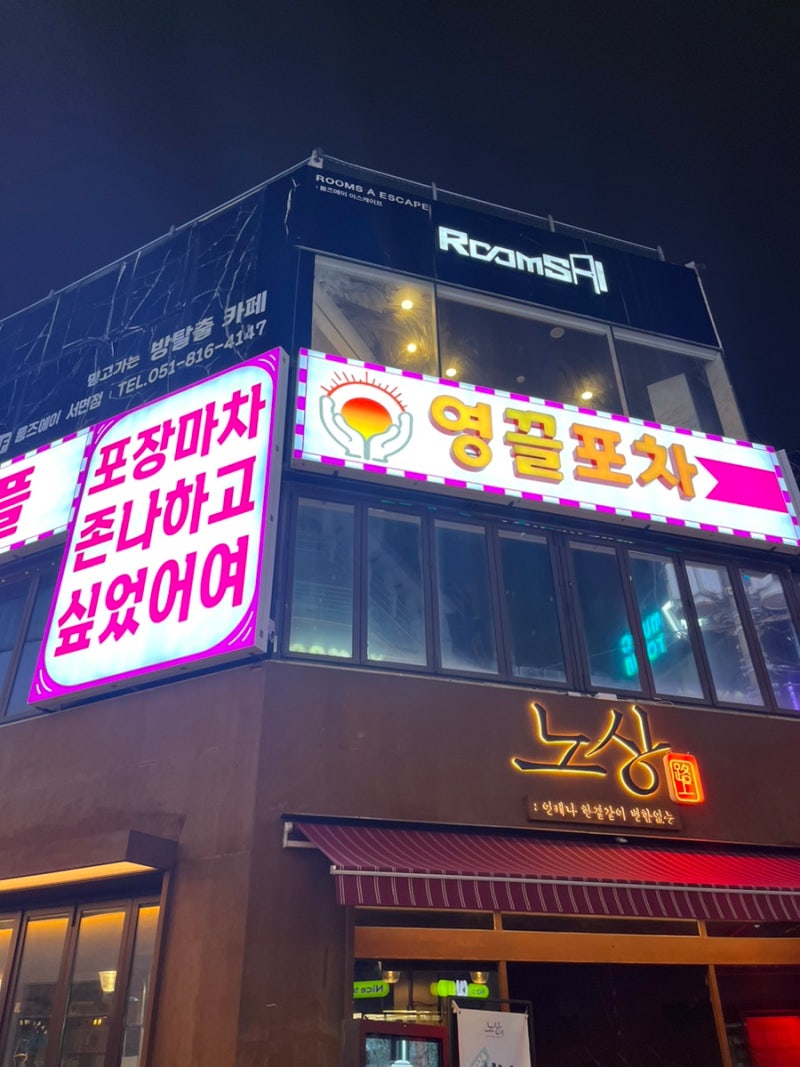 ROOMS A ESCAPE
룸즈에이 이스케이프
ROOMSAI
믿고가는 방탈출 카페
룸즈에이 서면점 TEL.051-816-4147
영끌포차
포장마차
존나하고
싶었어여
노상
路上
: 언제나 한결같이 변함없는
노상